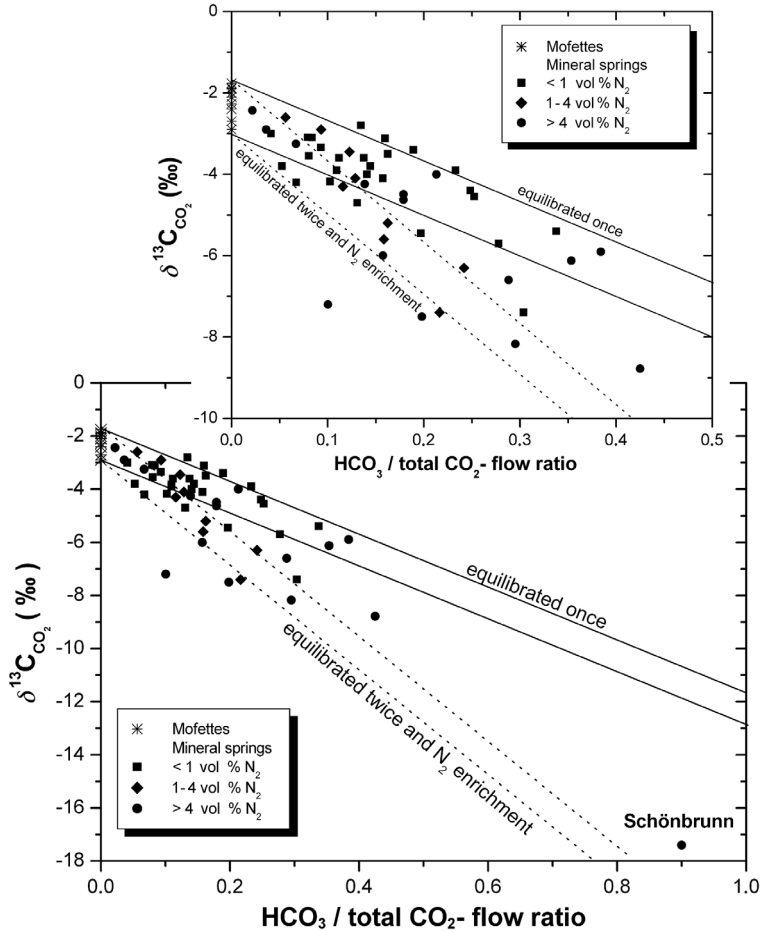 0
-2
-4
-6
-8
-10
δ ¹³C_CO₂ (‰)
✳ Mofettes
Mineral springs
■ < 1 vol % N₂
◆ 1-4 vol % N₂
● > 4 vol % N₂
equilibrated once
equilibrated twice and N₂ enrichment
0.0 0.1 0.2 0.3 0.4 0.5
HCO₃ / total CO₂- flow ratio
0
-2
-4
-6
-8
-10
-12
-14
-16
-18
δ ¹³C_CO₂ ( ‰ )
equilibrated once
equilibrated twice and N₂ enrichment
✳ Mofettes
Mineral springs
■ < 1 vol % N₂
◆ 1-4 vol % N₂
● > 4 vol % N₂
Schönbrunn
0.0 0.2 0.4 0.6 0.8 1.0
HCO₃ / total CO₂- flow ratio